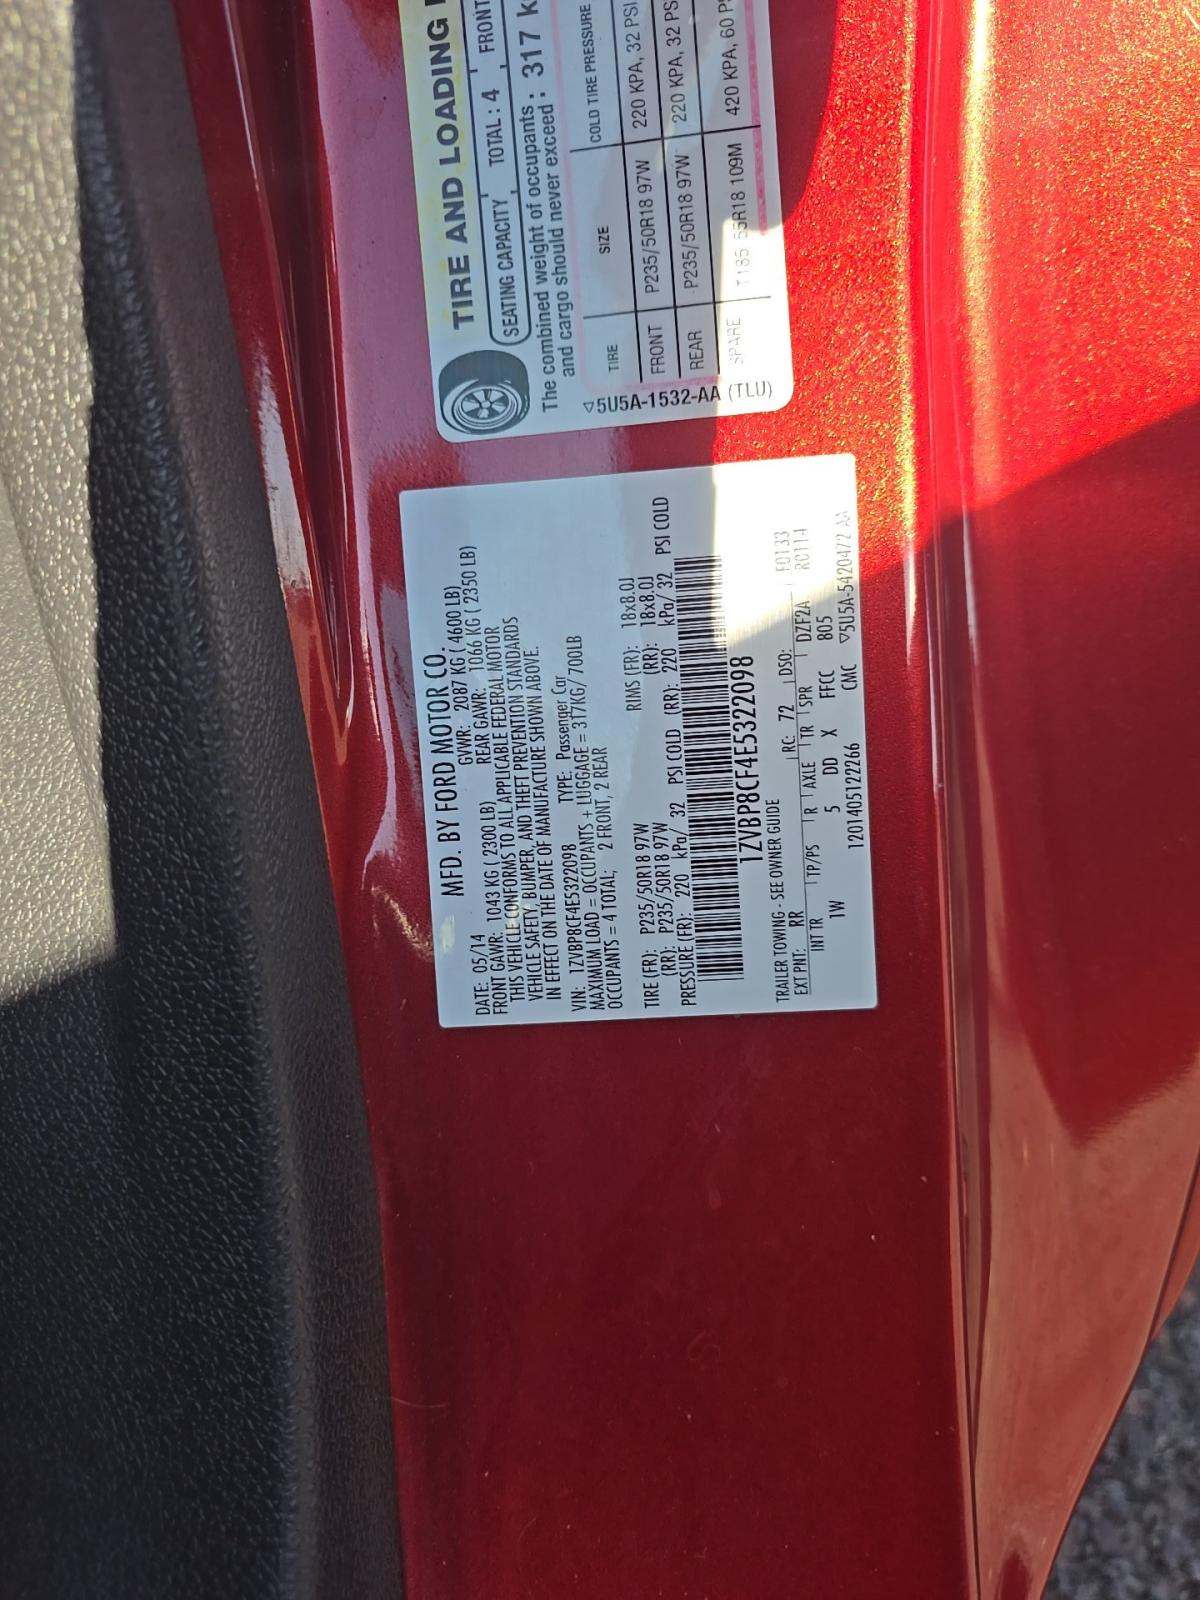 MFD. BY FORD MOTOR CO.
DATE: 05/14 GVWR: 2087 KG ( 4600 LB)
FRONT GAWR: 1043 KG ( 2300 LB) REAR GAWR: 1066 KG ( 2350 LB)
THIS VEHICLE CONFORMS TO ALL APPLICABLE FEDERAL MOTOR
VEHICLE SAFETY, BUMPER, AND THEFT PREVENTION STANDARDS
IN EFFECT ON THE DATE OF MANUFACTURE SHOWN ABOVE.
VIN: 1ZVBP8CF4E5322098 TYPE: Passenger Car
MAXIMUM LOAD = OCCUPANTS + LUGGAGE = 317KG/ 700LB
OCCUPANTS = 4 TOTAL; 2 FRONT, 2 REAR
TIRE (FR): P235/50R18 97W RIMS (FR): 18x8.0J
(RR): P235/50R18 97W (RR): 18x8.0J
PRESSURE (FR): 220 kPa/ 32 PSI COLD (RR): 220 kPa/ 32 PSI COLD
1ZVBP8CF4E5322098
TRAILER TOWING - SEE OWNER GUIDE
EXT PNT: RR RC: 72 DSO: F0133
INT TR TP/PS R AXLE TR SPR DZF2A R0114
1W 5 DD X FFCC 805
1201405122266 CMC ▽5U5A-5420472 AA
TIRE AND LOADING
SEATING CAPACITY TOTAL : 4 FRONT
The combined weight of occupants
and cargo should never exceed : 317
TIRE SIZE COLD TIRE PRESSURE
FRONT P235/50R18 97W 220 KPA, 32 PSI
REAR P235/50R18 97W 220 KPA, 32
SPARE 109M 420 KPA, 60
▽5U5A-1532-AA (TLU)